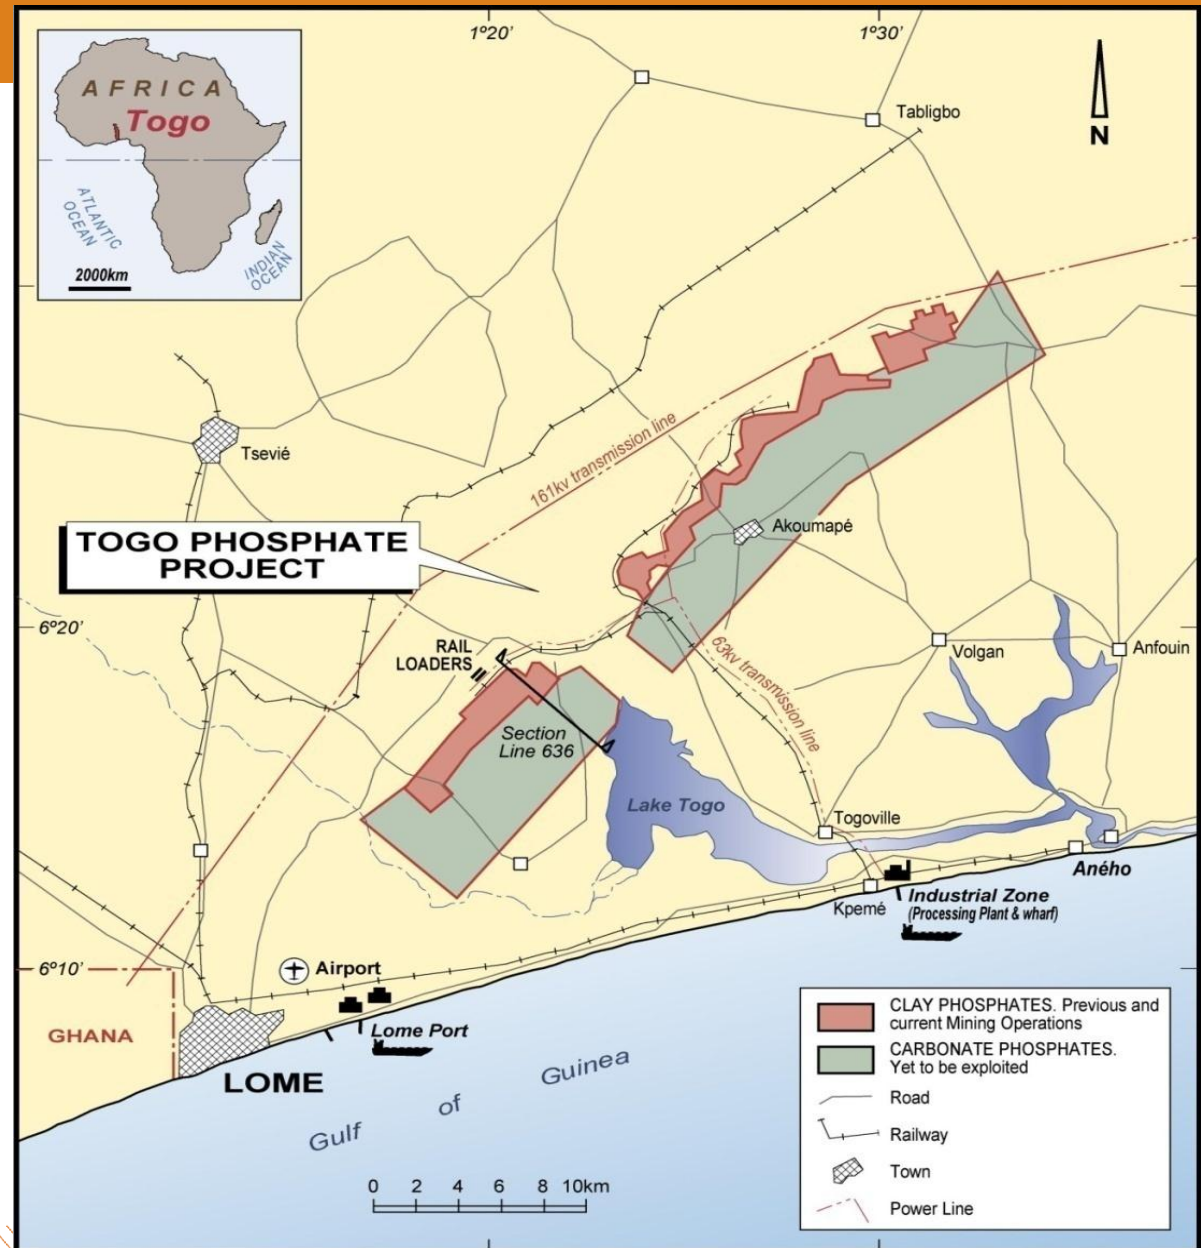 1º20'
1º30'
AFRICA
Togo
ATLANTIC
OCEAN
INDIAN
OCEAN
2000km
N
Tabligbo
Tsevié
161kv transmission line
TOGO PHOSPHATE
PROJECT
Akoumapé
6º20'
RAIL
LOADERS
63kv transmission line
Volgan
Anfouin
Section
Line 636
Lake Togo
Togoville
Aného
Kpemé
Industrial Zone
(Processing Plant & wharf)
6º10'
Airport
GHANA
Lome Port
LOME
Gulf of Guinea
0 2 4 6 8 10km
CLAY PHOSPHATES. Previous and
current Mining Operations
CARBONATE PHOSPHATES.
Yet to be exploited
Road
Railway
Town
Power Line